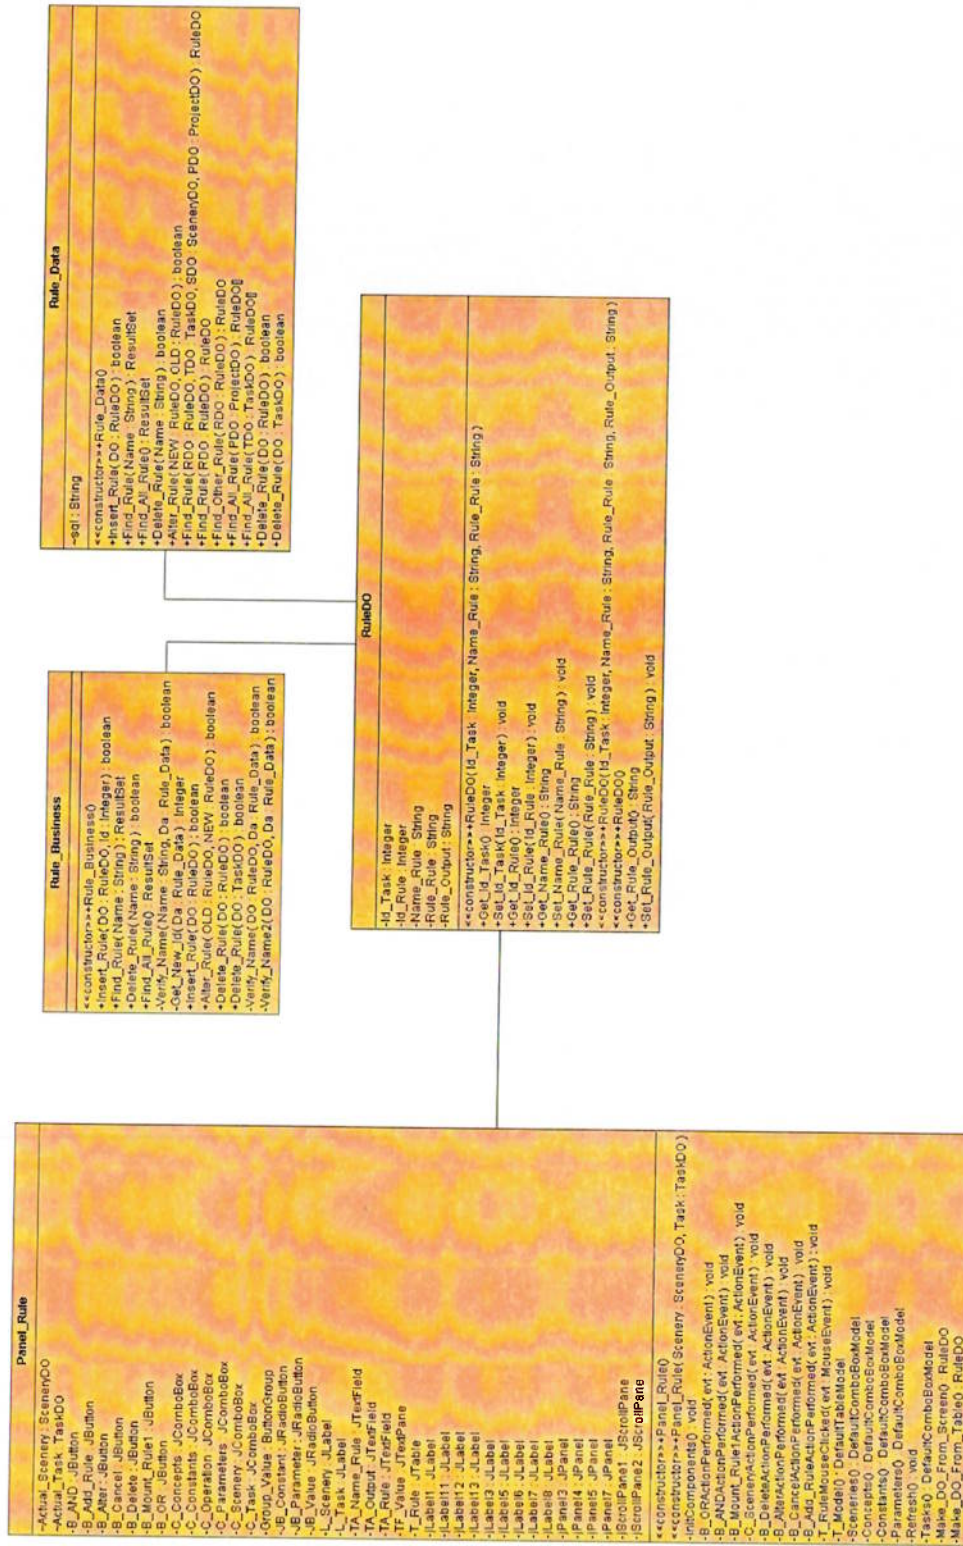 Panel_Rule
-Actual_Scenery : SceneryDO
-Actual_Task : TaskDO
-B_AND : JButton
-B_Add_Rule : JButton
-B_Alter : JButton
-B_Cancel : JButton
-B_Delete : JButton
-B_Mount_Rule1 : JButton
-B_OR : JButton
-C_Concepts : JComboBox
-C_Constants : JComboBox
-C_Operation : JComboBox
-C_Paramaters : JComboBox
-C_Scenery : JComboBox
-C_Task : JComboBox
-Group_Value : ButtonGroup
-JB_Constant : JRadioButton
-JB_Parameter : JRadioButton
-JB_Value : JRadioButton
-L_Scenery : JLabel
-L_Task : JLabel
-TA_Name_Rule : JTextField
-TA_Output : JTextField
-TF_Value : JTextPane
-T_Rule : JTable
-jLabel1 : JLabel
-jLabel11 : JLabel
-jLabel12 : JLabel
-jLabel13 : JLabel
-jLabel3 : JLabel
-jLabel5 : JLabel
-jLabel6 : JLabel
-jLabel7 : JLabel
-jLabel8 : JLabel
-jPanel3 : JPanel
-jPanel4 : JPanel
-jPanel5 : JPanel
-jPanel7 : JPanel
-jScrollPane1 : JScrollPane
-jScrollPane2 : JScrollPane
<<constructor>>+Panel_Rule()
<<constructor>>+Panel_Rule( Scenery : SceneryDO, Task : TaskDO )
-initComponents() : void
-B_ORActionPerformed( evt : ActionEvent ) : void
-B_ANDActionPerformed( evt : ActionEvent ) : void
-B_Mount_Rule1ActionPerformed( evt : ActionEvent ) : void
-C_SceneryActionPerformed( evt : ActionEvent ) : void
-B_DeleteActionPerformed( evt : ActionEvent ) : void
-B_AlterActionPerformed( evt : ActionEvent ) : void
-B_CancelActionPerformed( evt : ActionEvent ) : void
-B_Add_RuleActionPerformed( evt : ActionEvent ) : void
-T_RuleMouseClicked( evt : MouseEvent ) : void
-T_Model() : DefaultTableModel
-Sceneries() : DefaultComboBoxModel
-Concepts() : DefaultComboBoxModel
-Constants() : DefaultComboBoxModel
-Parameters() : DefaultComboBoxModel
-Refresh() : void
-Tasks() : DefaultComboBoxModel
-Make_DO_From_Screen() : RuleDO
-Make_DO_From_Table() : RuleDO
Rule_Business
<<constructor>>+Rule_Business()
+Insert_Rule( DO : RuleDO, Id : Integer ) : boolean
+Find_Rule( Name : String ) : ResultSet
+Delete_Rule( Name : String ) : boolean
+Find_All_Rule() : ResultSet
-Verify_Name( Name : String, Da : Rule_Data ) : boolean
-Get_New_Id( Da : Rule_Data ) : Integer
+Insert_Rule( DO : RuleDO ) : boolean
+Alter_Rule( OLD : RuleDO, NEW : RuleDO ) : boolean
+Delete_Rule( DO : RuleDO ) : boolean
+Delete_Rule( DO : TaskDO ) : boolean
-Verify_Name( DO : RuleDO, Da : Rule_Data ) : boolean
-Verify_Name2( DO : RuleDO, Da : Rule_Data ) : boolean
Rule_Data
~sql : String
<<constructor>>+Rule_Data()
+Insert_Rule( DO : RuleDO ) : boolean
+Find_Rule( Name : String ) : ResultSet
+Find_All_Rule() : ResultSet
+Delete_Rule( Name : String ) : boolean
+Alter_Rule( NEW : RuleDO, OLD : RuleDO ) : boolean
+Find_Rule( RDO : RuleDO, TDO : TaskDO, SDO : SceneryDO, PDO : ProjectDO ) : RuleDO
+Find_Rule( RDO : RuleDO ) : RuleDO
+Find_Other_Rule( RDO : RuleDO ) : RuleDO
+Find_All_Rule( PDO : ProjectDO ) : RuleDO[]
+Find_All_Rule( TDO : TaskDO ) : RuleDO[]
+Delete_Rule( DO : RuleDO ) : boolean
+Delete_Rule( DO : TaskDO ) : boolean
RuleDO
-Id_Task : Integer
-Id_Rule : Integer
-Name_Rule : String
-Rule_Rule : String
-Rule_Output : String
<<constructor>>+RuleDO( Id_Task : Integer, Name_Rule : String, Rule_Rule : String )
+Get_Id_Task() : Integer
+Set_Id_Task( Id_Task : Integer ) : void
+Get_Id_Rule() : Integer
+Set_Id_Rule( Id_Rule : Integer ) : void
+Get_Name_Rule() : String
+Set_Name_Rule( Name_Rule : String ) : void
+Get_Rule_Rule() : String
+Set_Rule_Rule( Rule_Rule : String ) : void
<<constructor>>+RuleDO( Id_Task : Integer, Name_Rule : String, Rule_Rule : String, Rule_Output : String )
<<constructor>>+RuleDO()
+Get_Rule_Output() : String
+Set_Rule_Output( Rule_Output : String ) : void